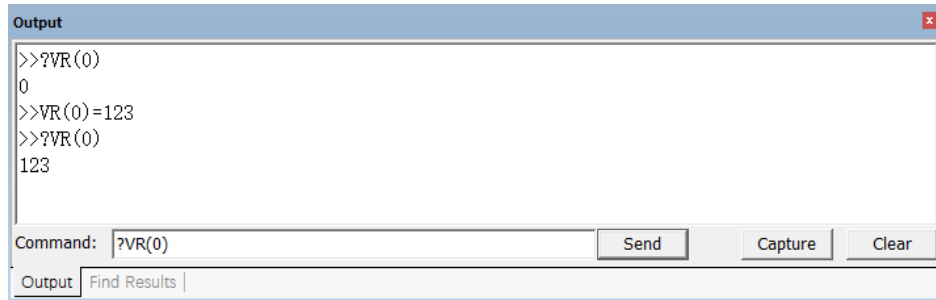 Output
>>?VR(0)
0
>>VR(0)=123
>>?VR(0)
123
Command: ?VR(0) Send Capture Clear
Output Find Results